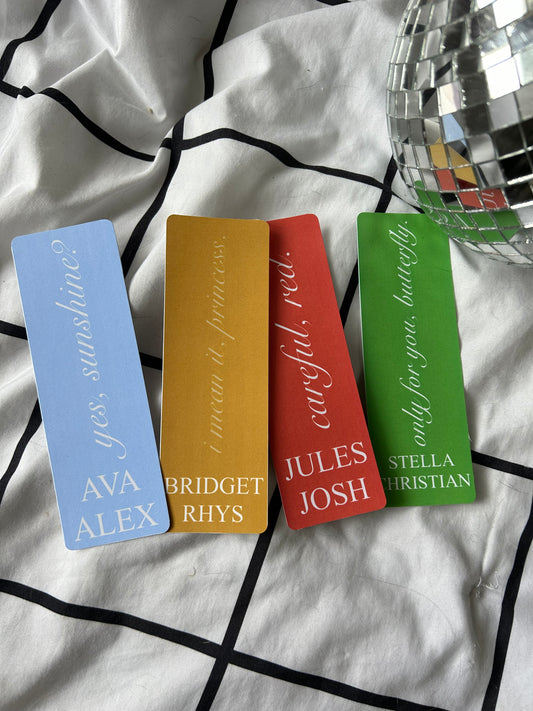 yes, sunshine?
AVA
ALEX
i mean it, princess.
BRIDGET
RHYS
careful, red.
JULES
JOSH
only for you, butterfly.
STELLA
CHRISTIAN